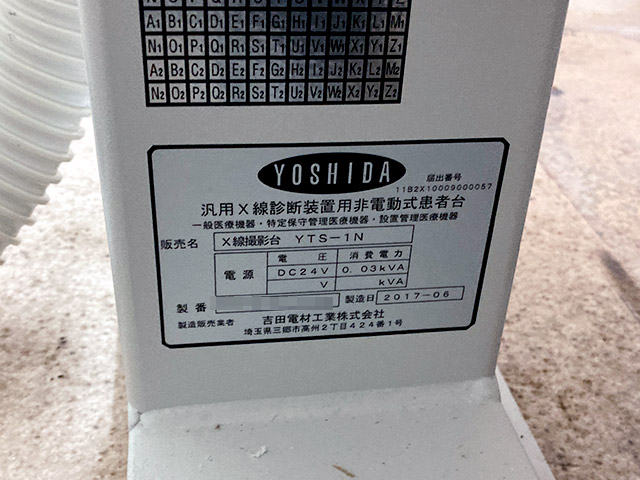 A1 B1 C1 D1 E1 F1 G1 H1 I1 J1 K1 L1 M1
N1 O1 P1 Q1 R1 S1 T1 U1 V1 W1 X1 Y1 Z1
A2 B2 C2 D2 E2 F2 G2 H2 I2 J2 K2 L2 M2
N2 O2 P2 Q2 R2 S2 T2 U2 V2 W2 X2 Y2 Z2
YOSHIDA
届出番号
11B2X10009000057
汎用X線診断装置用非電動式患者台
一般医療機器・特定保守管理医療機器・設置管理医療機器
販売名 X線撮影台 YTS-1N
電源 電圧 消費電力
DC24V 0.03kVA
V kVA
製番 製造日 2017-06
製造販売業者 吉田電材工業株式会社
埼玉県三郷市高州2丁目424番1号